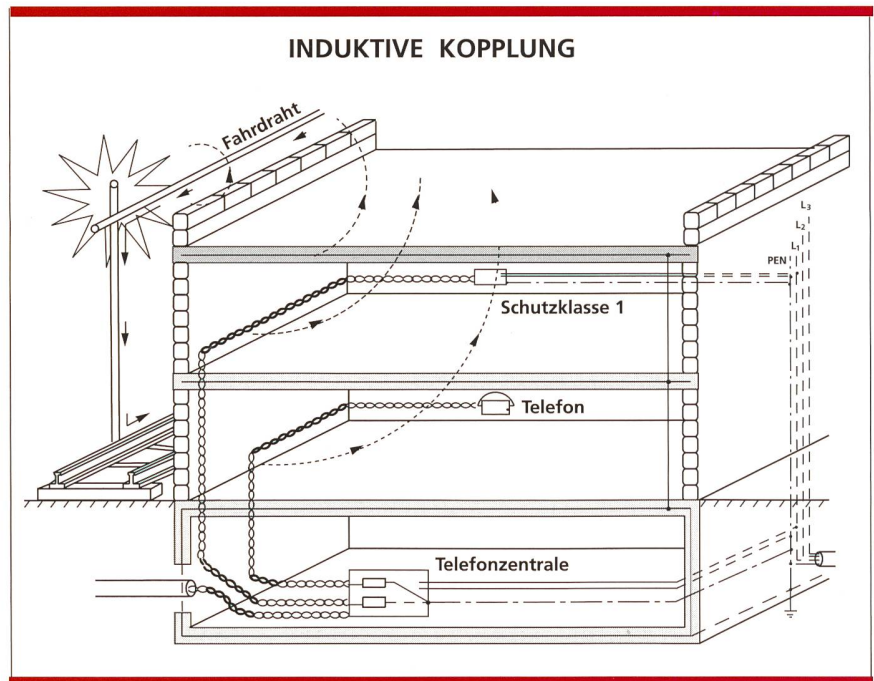 INDUKTIVE KOPPLUNG
Fahrdraht
L3
L2
L1
PEN
Schutzklasse 1
Telefon
Telefonzentrale